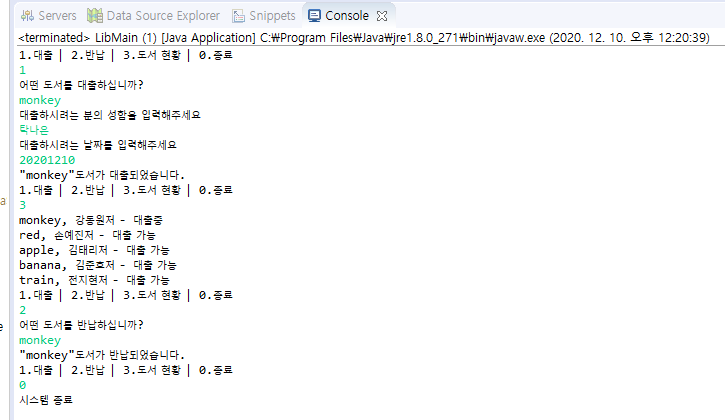 Servers Data Source Explorer Snippets Console
<terminated> LibMain (1) [Java Application] C:₩Program Files₩Java₩jre1.8.0_271₩bin₩javaw.exe (2020. 12. 10. 오후 12:20:39)
1.대출 | 2.반납 | 3.도서 현황 | 0.종료
1
어떤 도서를 대출하십니까?
monkey
대출하시려는 분의 성함을 입력해주세요
탁나은
대출하시려는 날짜를 입력해주세요
20201210
"monkey"도서가 대출되었습니다.
1.대출 | 2.반납 | 3.도서 현황 | 0.종료
3
monkey, 강동원저 - 대출중
red, 손예진저 - 대출 가능
apple, 김태리저 - 대출 가능
banana, 김준호저 - 대출 가능
train, 전지현저 - 대출 가능
1.대출 | 2.반납 | 3.도서 현황 | 0.종료
2
어떤 도서를 반납하십니까?
monkey
"monkey"도서가 반납되었습니다.
1.대출 | 2.반납 | 3.도서 현황 | 0.종료
0
시스템 종료